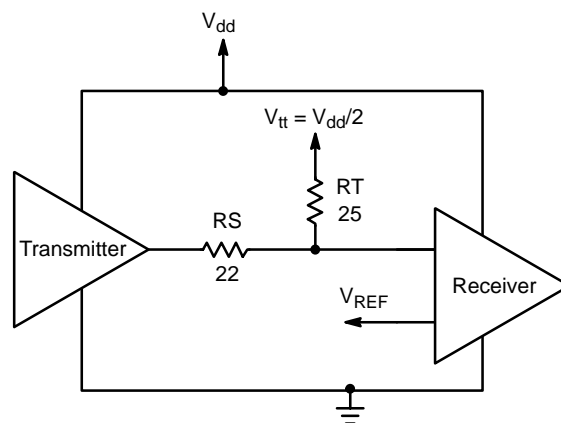 Vdd
Vtt = Vdd/2
RT
25
RS
22
Transmitter
VREF
Receiver